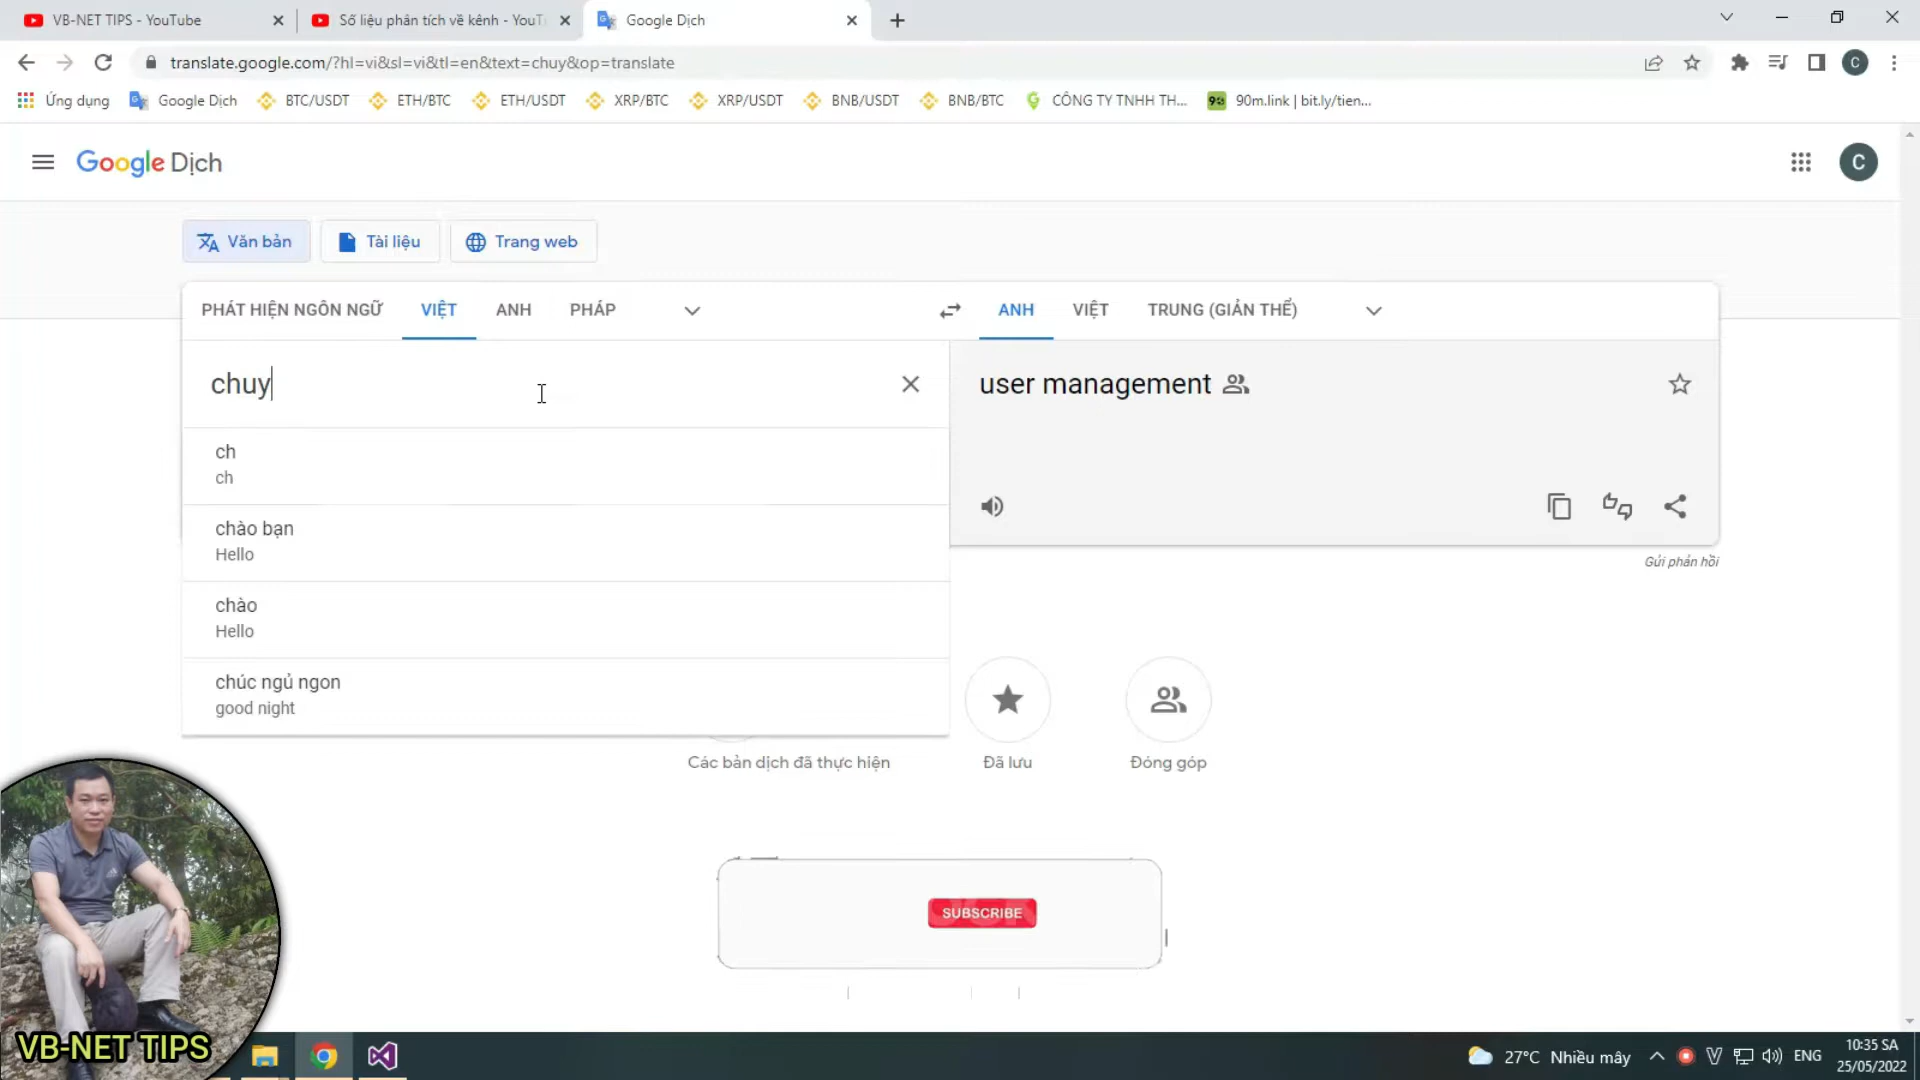 VB-NET TIPS - YouTube
Số liệu phân tích về kênh - YouT
Google Dịch
translate.google.com/?hl=vi&sl=vi&tl=en&text=chuy&op=translate
C
Ứng dụng
Google Dịch
BTC/USDT
ETH/BTC
ETH/USDT
XRP/BTC
XRP/USDT
BNB/USDT
BNB/BTC
CÔNG TY TNHH TH...
90m.link | bit.ly/tien...
Google Dịch
C
Văn bản
Tài liệu
Trang web
PHÁT HIỆN NGÔN NGỮ
VIỆT
ANH
PHÁP
ANH
VIỆT
TRUNG (GIẢN THỂ)
chuy
user management
ch
ch
chào bạn
Hello
chào
Hello
chúc ngủ ngon
good night
Gửi phản hồi
Các bản dịch đã thực hiện
Đã lưu
Đóng góp
SUBSCRIBE
VB-NET TIPS
27°C Nhiều mây
ENG
10:35 SA
25/05/2022